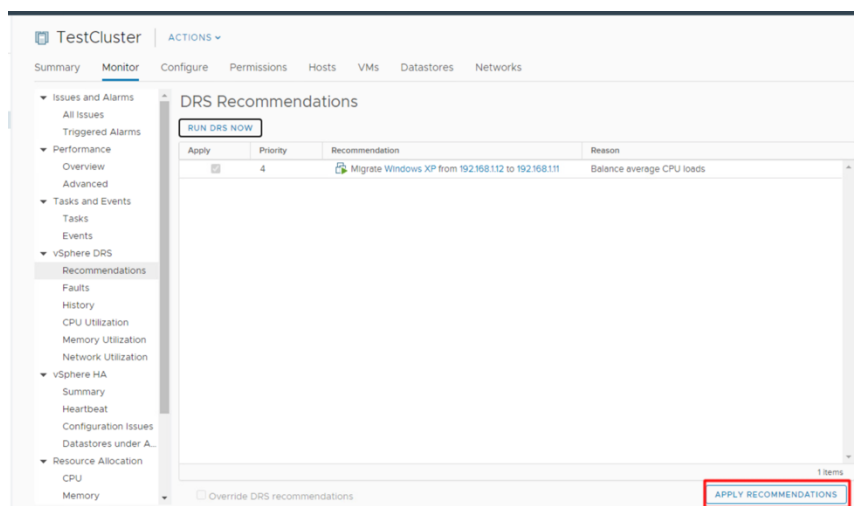 TestCluster ACTIONS
Summary Monitor Configure Permissions Hosts VMs Datastores Networks
Issues and Alarms
All Issues
Triggered Alarms
Performance
Overview
Advanced
Tasks and Events
Tasks
Events
vSphere DRS
Recommendations
Faults
History
CPU Utilization
Memory Utilization
Network Utilization
vSphere HA
Summary
Heartbeat
Configuration Issues
Datastores under A...
Resource Allocation
CPU
Memory
DRS Recommendations
RUN DRS NOW
Apply Priority Recommendation Reason
4 Migrate Windows XP from 192.168.1.12 to 192.168.1.11 Balance average CPU loads
1 items
Override DRS recommendations APPLY RECOMMENDATIONS